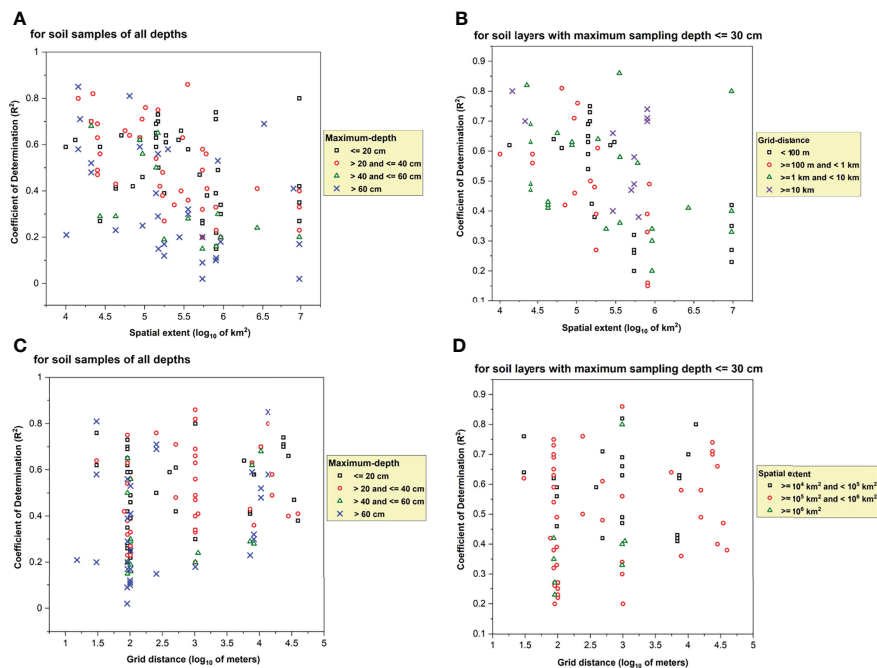 A
for soil samples of all depths
Coefficient of Determination (R²)
1
0.8
0.6
0.4
0.2
0
4
4.5
5
5.5
6
6.5
7
Spatial extent (log₁₀ of km²)
Maximum-depth
<= 20 cm
> 20 and <= 40 cm
> 40 and <= 60 cm
> 60 cm
B
for soil layers with maximum sampling depth <= 30 cm
Coefficient of Determination (R²)
0.9
0.8
0.7
0.6
0.5
0.4
0.3
0.2
0.1
4
4.5
5
5.5
6
6.5
7
Spatial extent (log₁₀ of km²)
Grid-distance
< 100 m
>=100 m and < 1 km
>=1 km and < 10 km
>=10 km
C
for soil samples of all depths
Coefficient of Determination (R²)
1
0.8
0.6
0.4
0.2
0
1
1.5
2
2.5
3
3.5
4
4.5
5
Grid distance (log₁₀ of meters)
Maximum-depth
<= 20 cm
> 20 and <= 40 cm
> 40 and <= 60 cm
> 60 cm
D
for soil layers with maximum sampling depth <= 30 cm
Coefficient of Determination (R²)
0.9
0.8
0.7
0.6
0.5
0.4
0.3
0.2
0.1
1
1.5
2
2.5
3
3.5
4
4.5
5
Grid distance (log₁₀ of meters)
Spatial extent
>=10⁴ km² and < 10⁵ km²
>=10⁵ km² and < 10⁶ km²
>=10⁶ km²